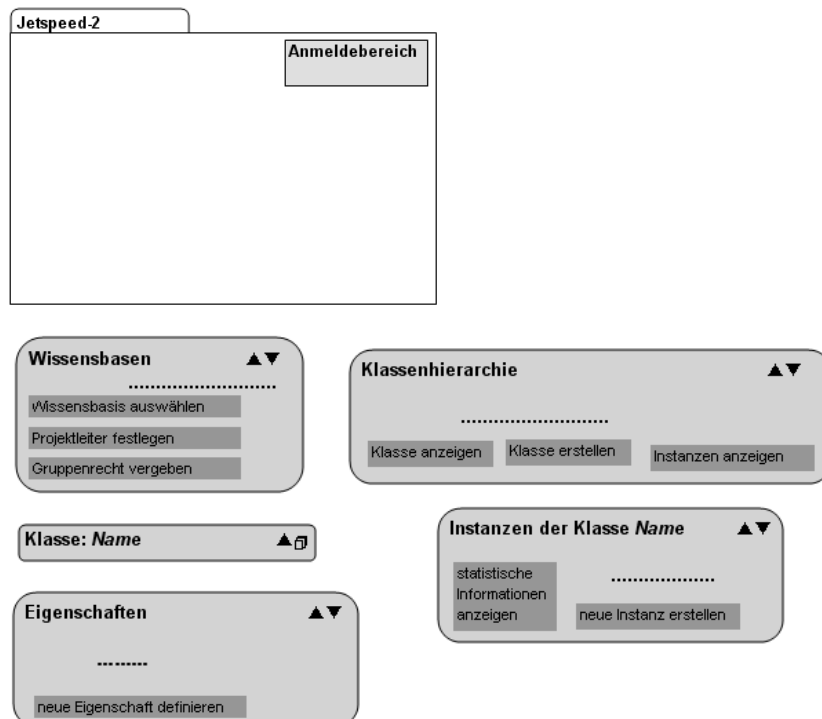 Jetspeed-2
Anmeldebereich
Wissensbasen
Wissensbasis auswählen
Projektleiter festlegen
Gruppenrecht vergeben
Klassenhierarchie
Klasse anzeigen
Klasse erstellen
Instanzen anzeigen
Klasse: Name
Instanzen der Klasse Name
statistische
Informationen
anzeigen
neue Instanz erstellen
Eigenschaften
neue Eigenschaft definieren